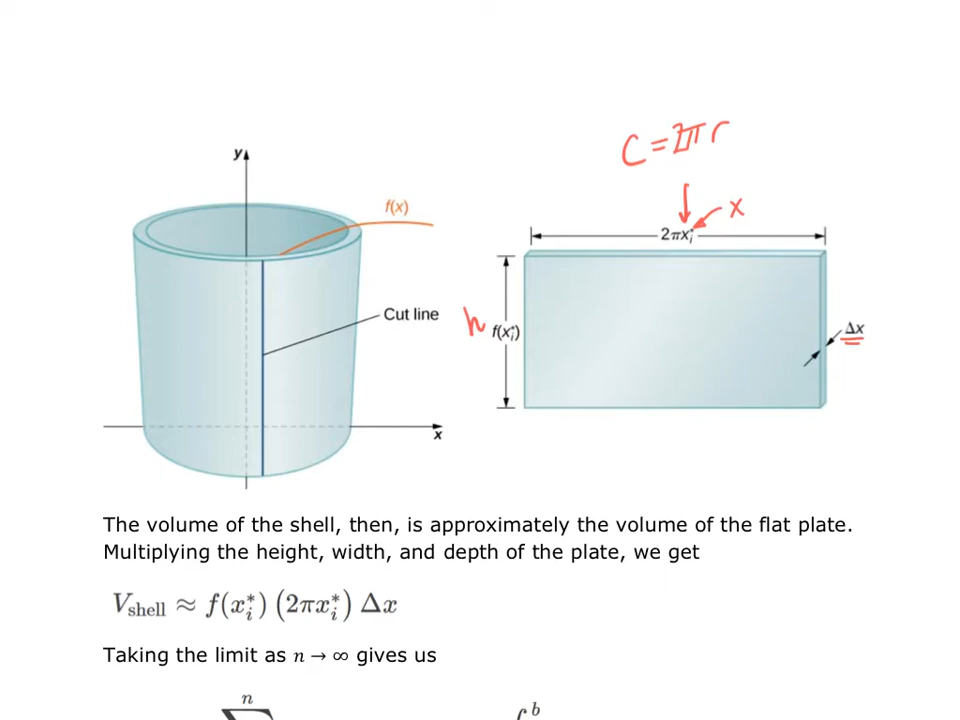 C = 2πr
x
y
f(x)
2πx*i
Cut line
h
f(x*i)
Δx
x
The volume of the shell, then, is approximately the volume of the flat plate.
Multiplying the height, width, and depth of the plate, we get
V_shell ≈ f(x*i) (2πx*i) Δx
Taking the limit as n → ∞ gives us
n
b